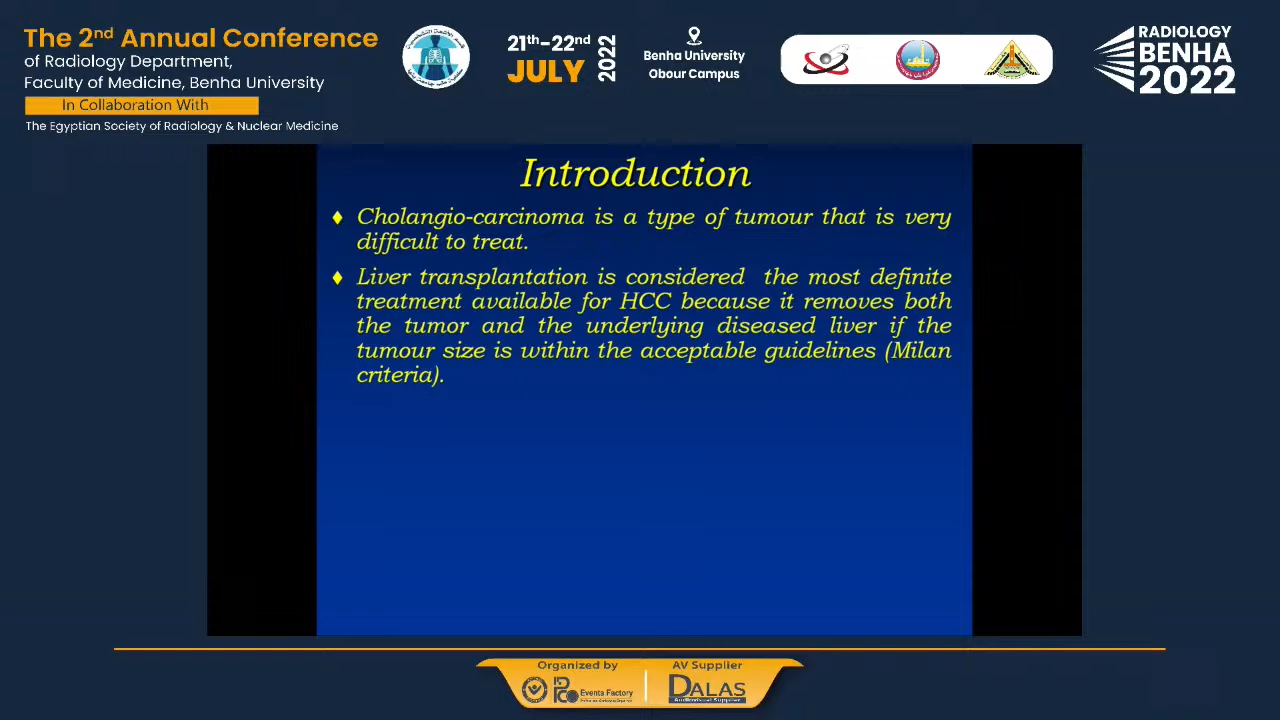 The 2nd Annual Conference
of Radiology Department,
Faculty of Medicine, Benha University
In Collaboration With
The Egyptian Society of Radiology & Nuclear Medicine
21th-22nd
JULY
2022
Benha University
Obour Campus
RADIOLOGY
BENHA
2022
Introduction
♦ Cholangio-carcinoma is a type of tumour that is very
difficult to treat.
♦ Liver transplantation is considered the most definite
treatment available for HCC because it removes both
the tumor and the underlying diseased liver if the
tumour size is within the acceptable guidelines (Milan
criteria).
Organized by
Events Factory
AV Supplier
DALAS